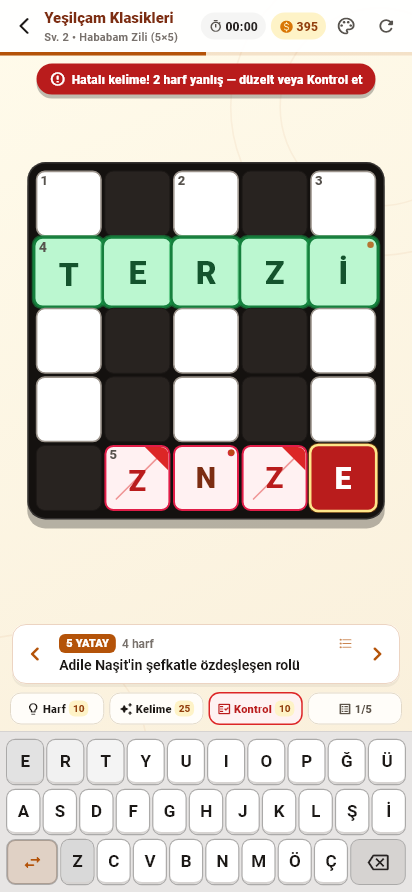 Yeşilçam Klasikleri
Sv. 2 • Hababam Zili (5×5)
00:00
395
Hatalı kelime! 2 harf yanlış — düzelt veya Kontrol et
1 2 3
4 T E R Z İ
5 Z N Z E
5 YATAY 4 harf
Adile Naşit'in şefkatle özdeşleşen rolü
Harf 10 Kelime 25 Kontrol 10 1/5
E R T Y U I O P Ğ Ü
A S D F G H J K L Ş İ
Z C V B N M Ö Ç